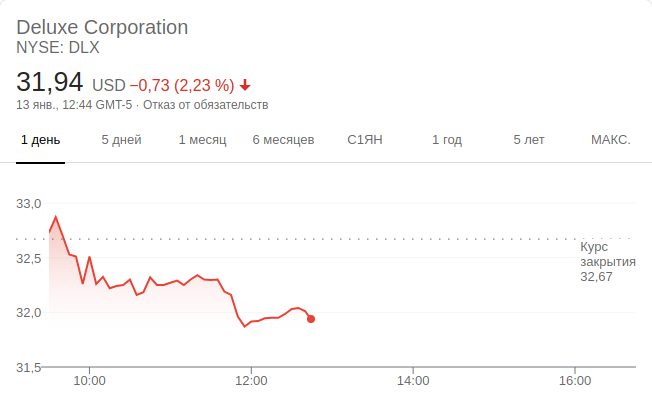 Deluxe Corporation
NYSE: DLX
31,94 USD −0,73 (2,23 %)
13 янв., 12:44 GMT-5 · Отказ от обязательств
1 день 5 дней 1 месяц 6 месяцев С1ЯН 1 год 5 лет МАКС.
33,0
Курс
закрытия
32,67
32,5
32,0
31,5
10:00 12:00 14:00 16:00